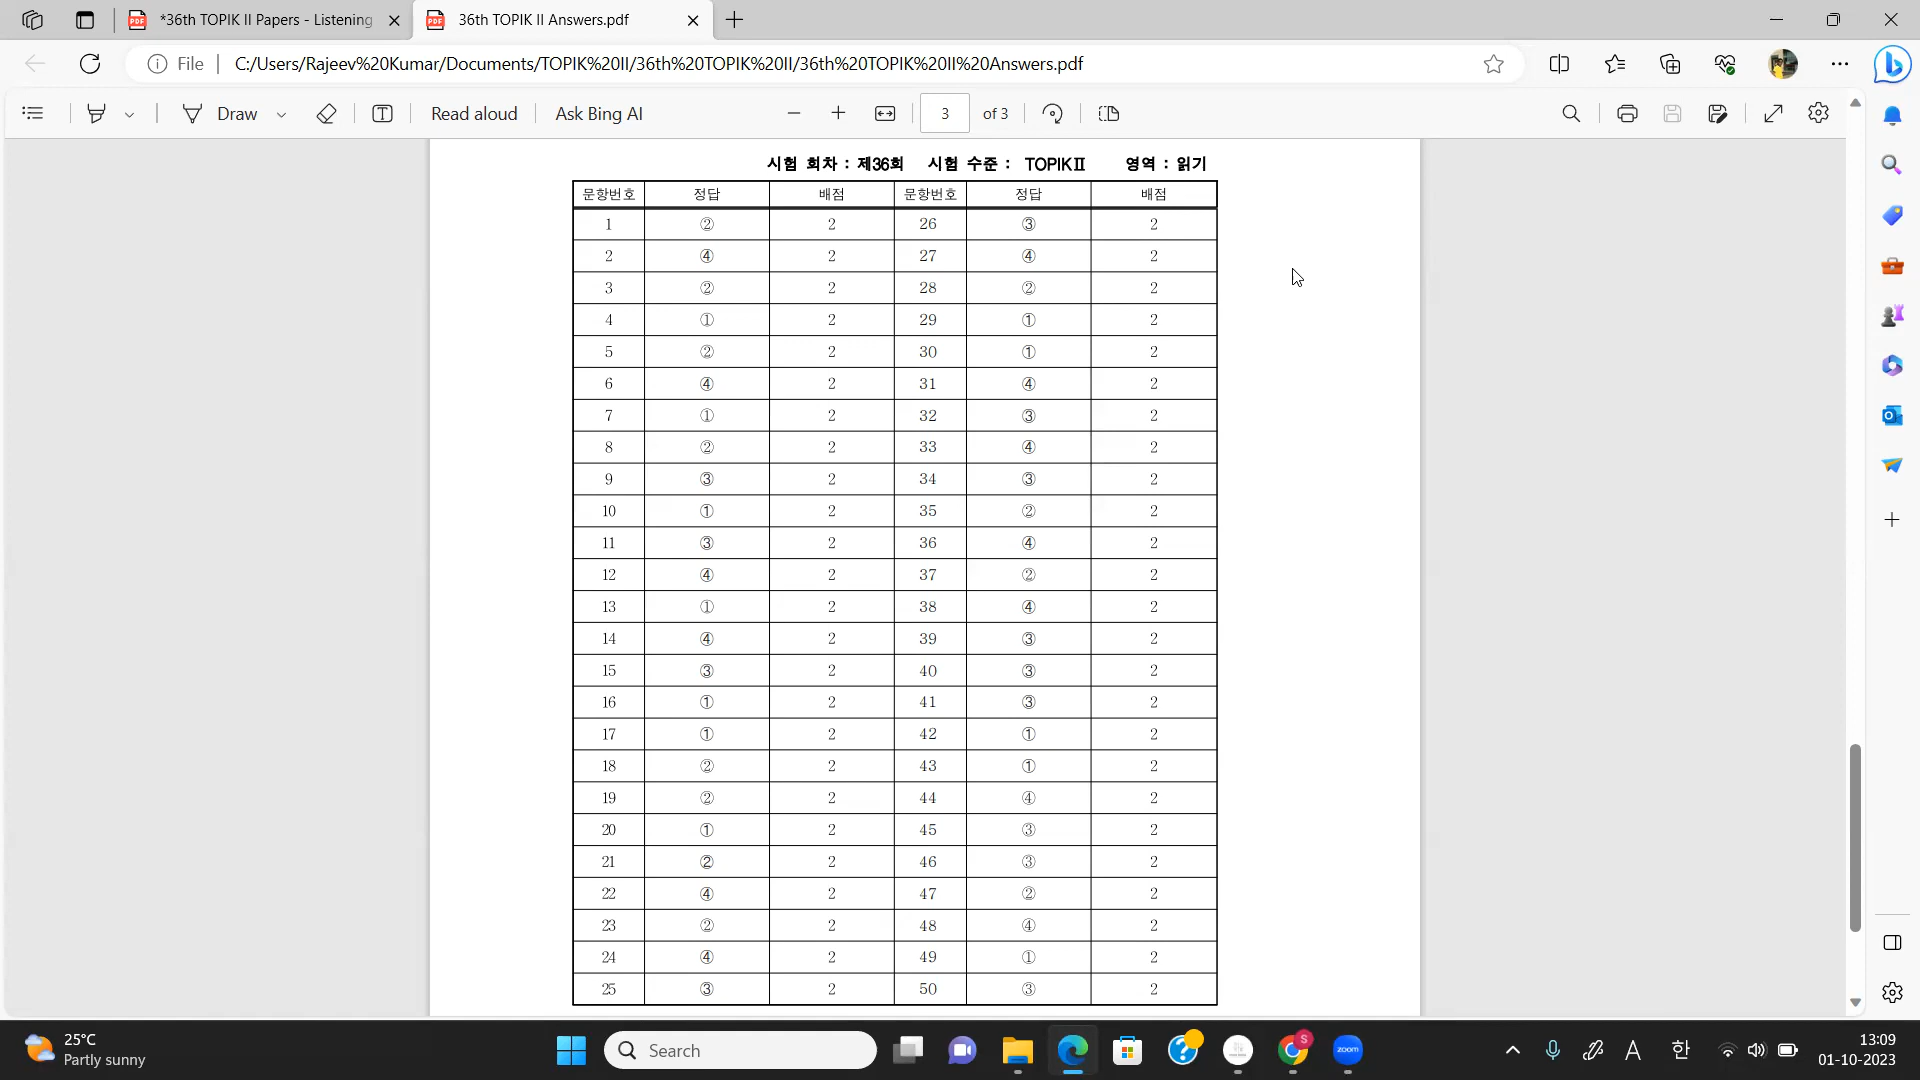 *36th TOPIK II Papers - Listening
36th TOPIK II Answers.pdf
File
C:/Users/Rajeev%20Kumar/Documents/TOPIK%20II/36th%20TOPIK%20II/36th%20TOPIK%20II%20Answers.pdf
Draw
Read aloud
Ask Bing AI
3 of 3
시험 회차 : 제36회 시험 수준 : TOPIKⅡ 영역 : 읽기
문항번호 정답 배점 문항번호 정답 배점
1 ② 2 26 ③ 2
2 ④ 2 27 ④ 2
3 ② 2 28 ② 2
4 ① 2 29 ① 2
5 ② 2 30 ① 2
6 ④ 2 31 ④ 2
7 ① 2 32 ③ 2
8 ② 2 33 ④ 2
9 ③ 2 34 ③ 2
10 ① 2 35 ② 2
11 ③ 2 36 ④ 2
12 ④ 2 37 ② 2
13 ① 2 38 ④ 2
14 ④ 2 39 ③ 2
15 ③ 2 40 ③ 2
16 ① 2 41 ③ 2
17 ① 2 42 ① 2
18 ② 2 43 ① 2
19 ② 2 44 ④ 2
20 ① 2 45 ③ 2
21 ② 2 46 ③ 2
22 ④ 2 47 ② 2
23 ② 2 48 ④ 2
24 ④ 2 49 ① 2
25 ③ 2 50 ③ 2
25°C
Partly sunny
Search
zoom
한
13:09
01-10-2023